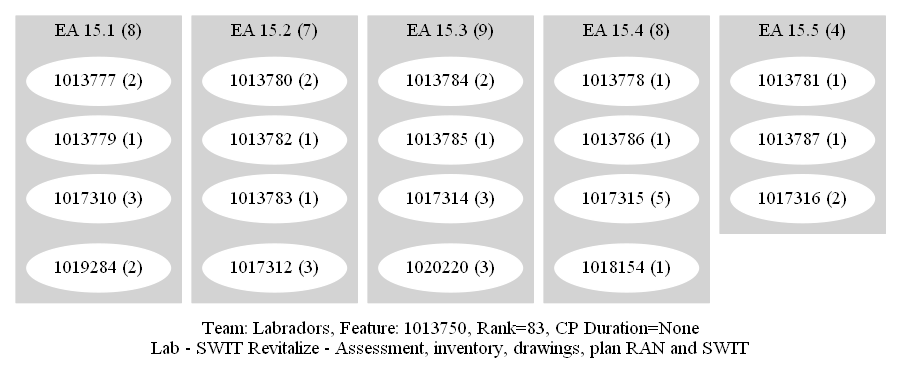 EA 15.1 (8)
1013777 (2)
1013779 (1)
1017310 (3)
1019284 (2)
EA 15.2 (7)
1013780 (2)
1013782 (1)
1013783 (1)
1017312 (3)
EA 15.3 (9)
1013784 (2)
1013785 (1)
1017314 (3)
1020220 (3)
EA 15.4 (8)
1013778 (1)
1013786 (1)
1017315 (5)
1018154 (1)
EA 15.5 (4)
1013781 (1)
1013787 (1)
1017316 (2)
Team: Labradors, Feature: 1013750, Rank=83, CP Duration=None
Lab - SWIT Revitalize - Assessment, inventory, drawings, plan RAN and SWIT